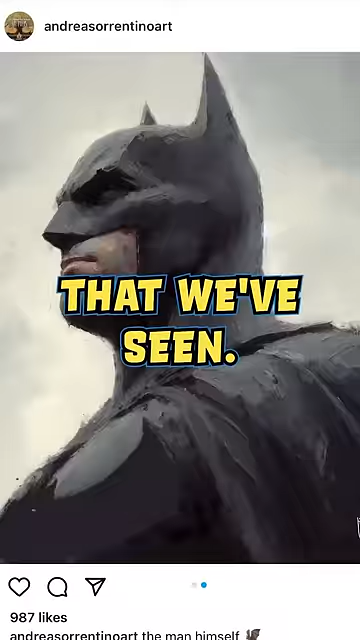 andreasorrentinoart
THAT WE'VE
SEEN.
987 likes
andreasorrentinoart the man himself